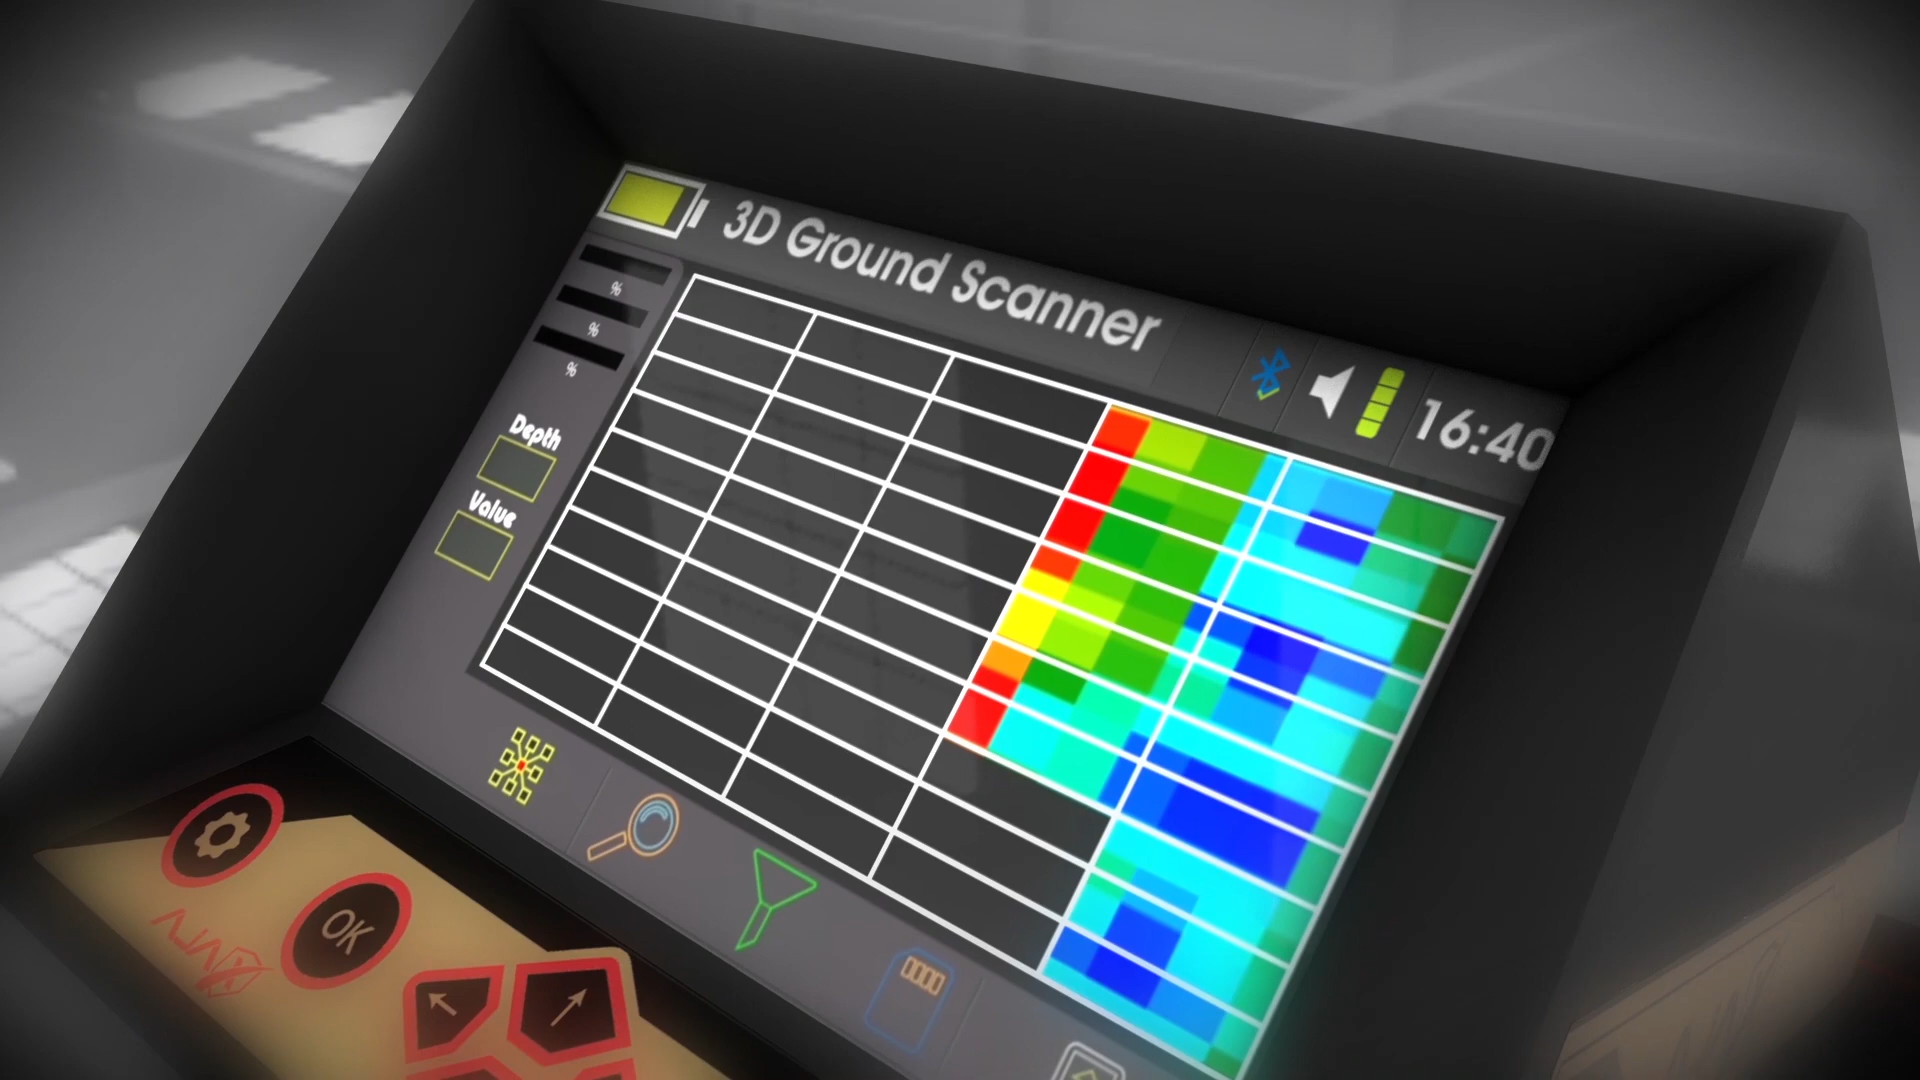 3D Ground Scanner
16:40
%
%
%
Depth
Value
OK